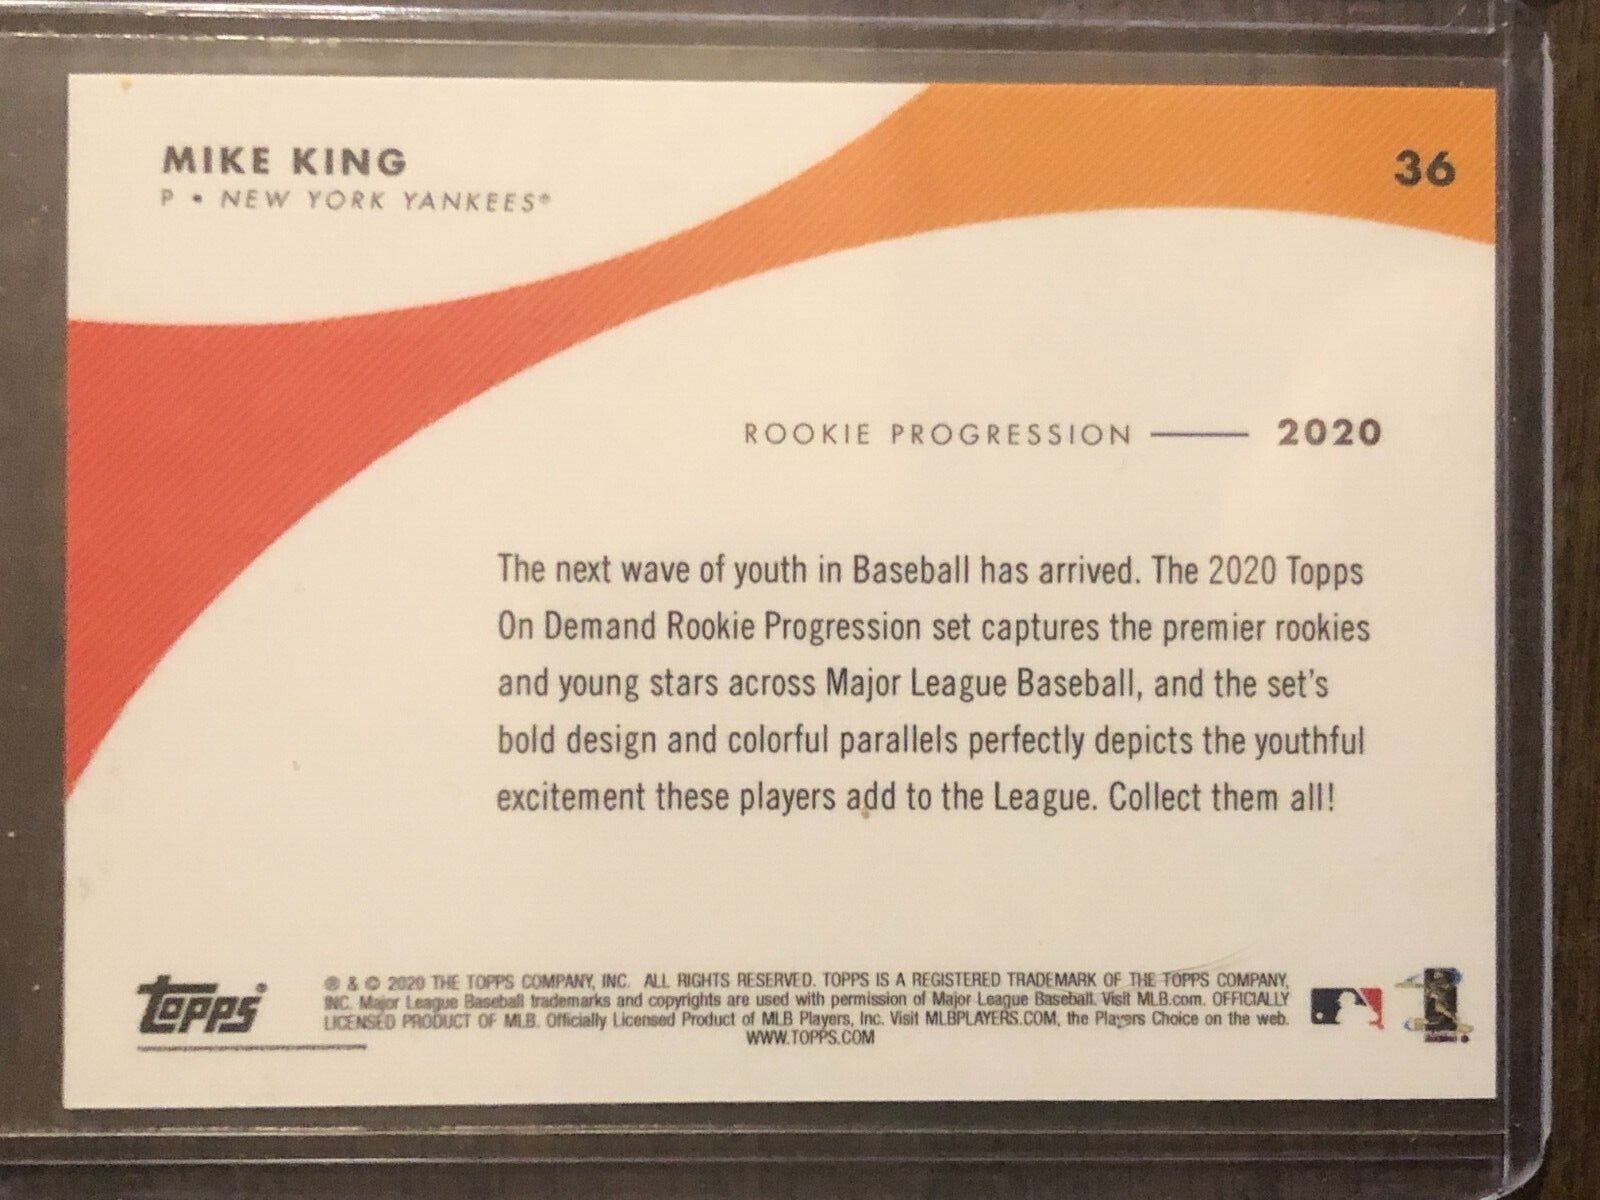 MIKE KING
P • NEW YORK YANKEES®
36
ROOKIE PROGRESSION — 2020
The next wave of youth in Baseball has arrived. The 2020 Topps
On Demand Rookie Progression set captures the premier rookies
and young stars across Major League Baseball, and the set's
bold design and colorful parallels perfectly depicts the youthful
excitement these players add to the League. Collect them all!
topps®
® & © 2020 THE TOPPS COMPANY, INC. ALL RIGHTS RESERVED. TOPPS IS A REGISTERED TRADEMARK OF THE TOPPS COMPANY,
INC. Major League Baseball trademarks and copyrights are used with permission of Major League Baseball. Visit MLB.com. OFFICIALLY
LICENSED PRODUCT OF MLB. Officially Licensed Product of MLB Players, Inc. Visit MLBPLAYERS.COM, the Players Choice on the web.
WWW.TOPPS.COM